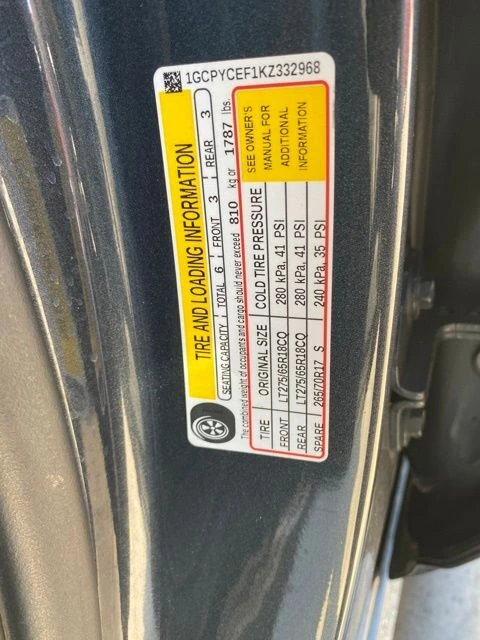 1GCPYCEF1KZ332968
TIRE AND LOADING INFORMATION
SEATING CAPACITY TOTAL 6 FRONT 3 REAR 3
The combined weight of occupants and cargo should never exceed 810 kg or 1787 lbs.
TIRE ORIGINAL SIZE COLD TIRE PRESSURE
FRONT LT275/65R18CQ 280 kPa, 41 PSI
REAR LT275/65R18CQ 280 kPa, 41 PSI
SPARE 265/70R17 S 240 kPa, 35 PSI
SEE OWNER'S
MANUAL FOR
ADDITIONAL
INFORMATION